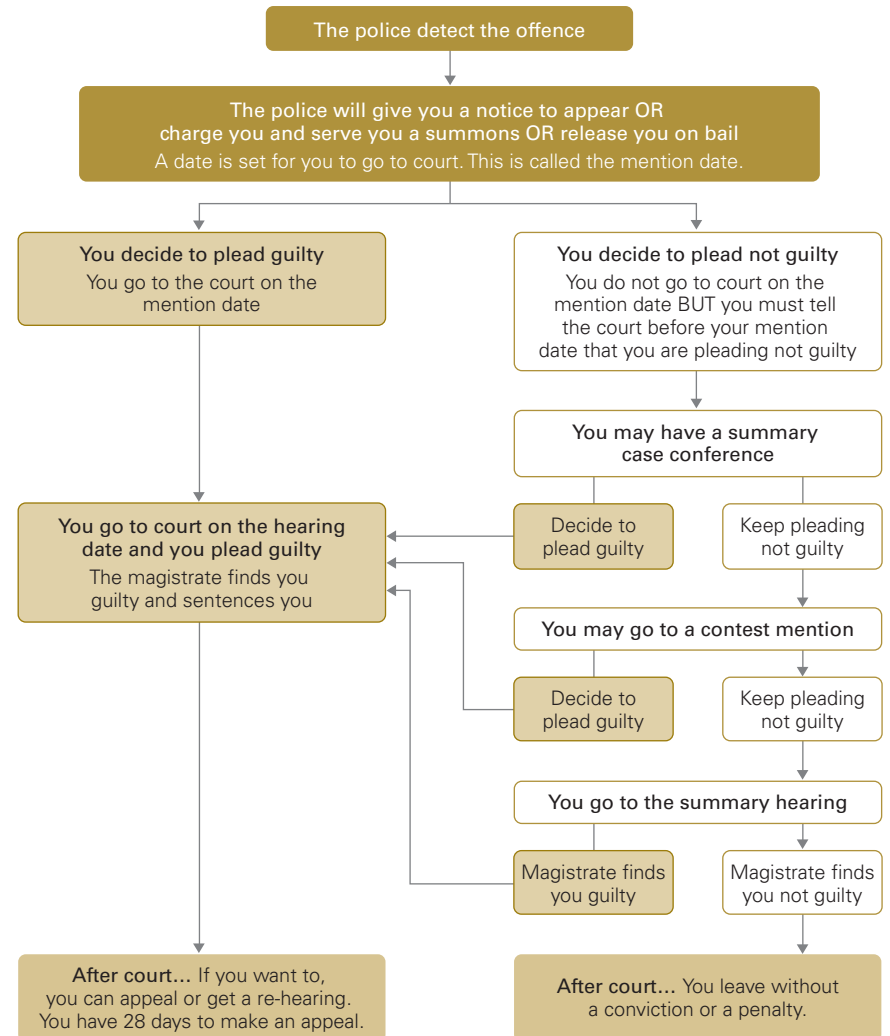 The police detect the offence
The police will give you a notice to appear OR
charge you and serve you a summons OR release you on bail
A date is set for you to go to court. This is called the mention date.
You decide to plead guilty
You go to the court on the
mention date
You decide to plead not guilty
You do not go to court on the
mention date BUT you must tell
the court before your mention
date that you are pleading not guilty
You may have a summary
case conference
You go to court on the hearing
date and you plead guilty
The magistrate finds you
guilty and sentences you
Decide to
plead guilty
Keep pleading
not guilty
You may go to a contest mention
Decide to
plead guilty
Keep pleading
not guilty
You go to the summary hearing
Magistrate finds
you guilty
Magistrate finds
you not guilty
After court... If you want to,
you can appeal or get a re-hearing.
You have 28 days to make an appeal.
After court... You leave without
a conviction or a penalty.